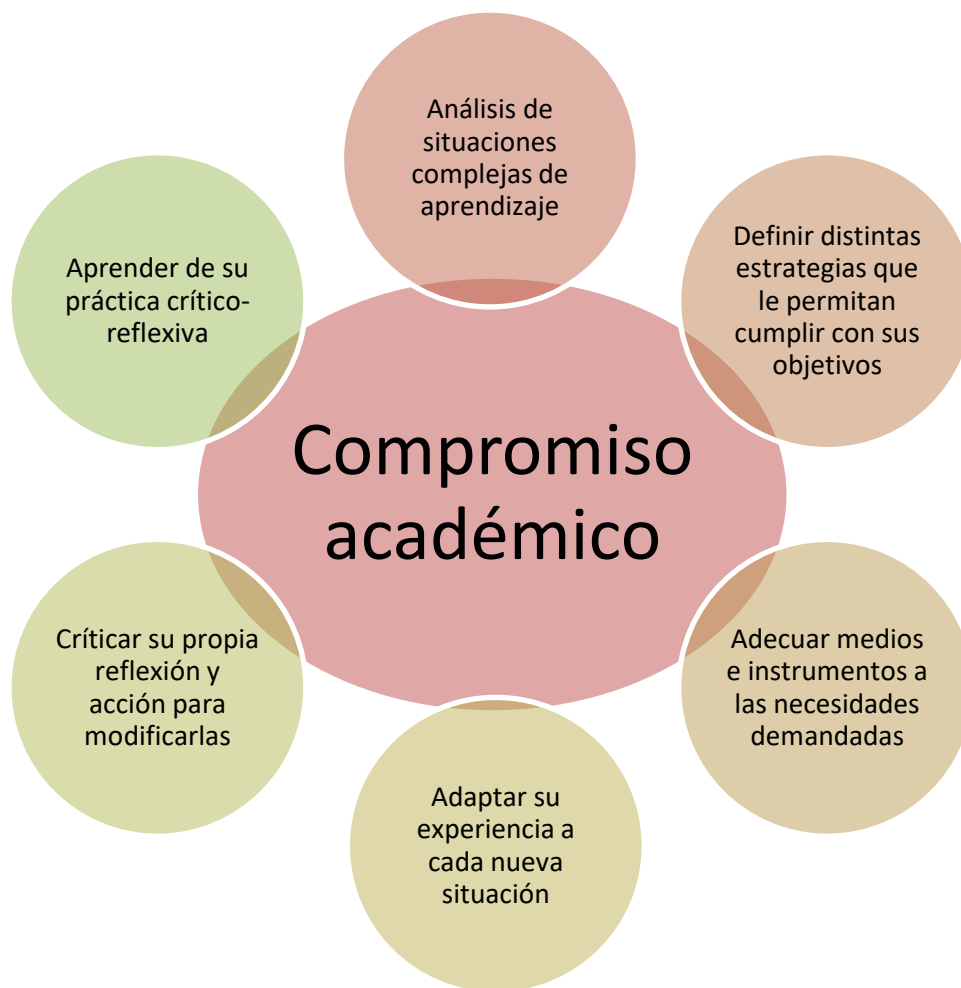 Análisis de
situaciones
complejas de
aprendizaje
Definir distintas
estrategias que
le permitan
cumplir con sus
objetivos
Adecuar medios
e instrumentos a
las necesidades
demandadas
Adaptar su
experiencia a
cada nueva
situación
Críticar su propia
reflexión y
acción para
modificarlas
Aprender de su
práctica crítico-
reflexiva
Compromiso
académico